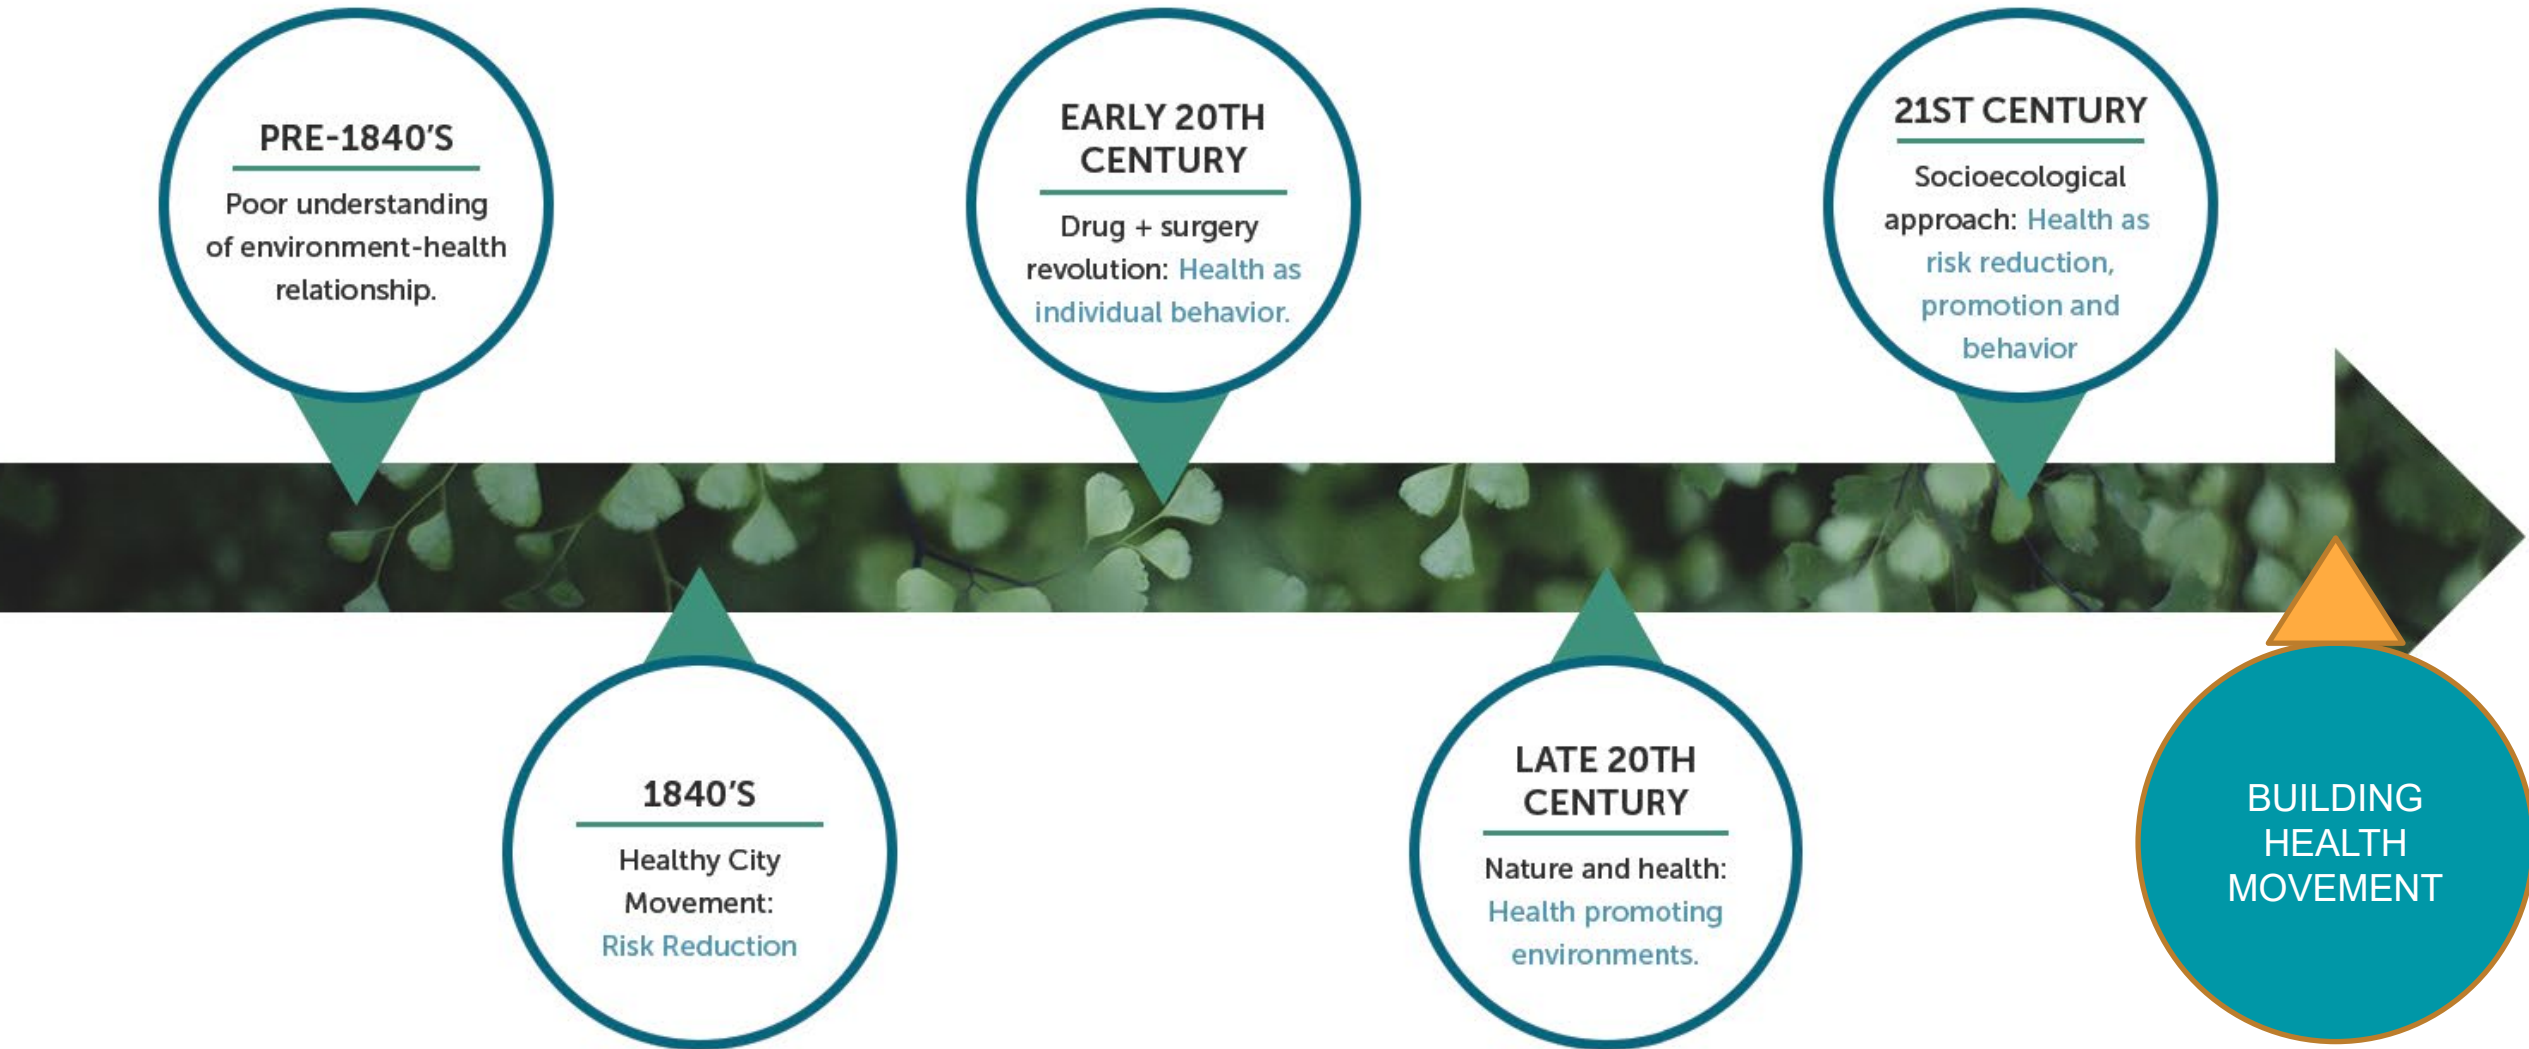 PRE-1840'S
Poor understanding
of environment-health
relationship.
1840'S
Healthy City
Movement:
Risk Reduction
EARLY 20TH
CENTURY
Drug + surgery
revolution: Health as
individual behavior.
LATE 20TH
CENTURY
Nature and health:
Health promoting
environments.
21ST CENTURY
Socioecological
approach: Health as
risk reduction,
promotion and
behavior
BUILDING
HEALTH
MOVEMENT